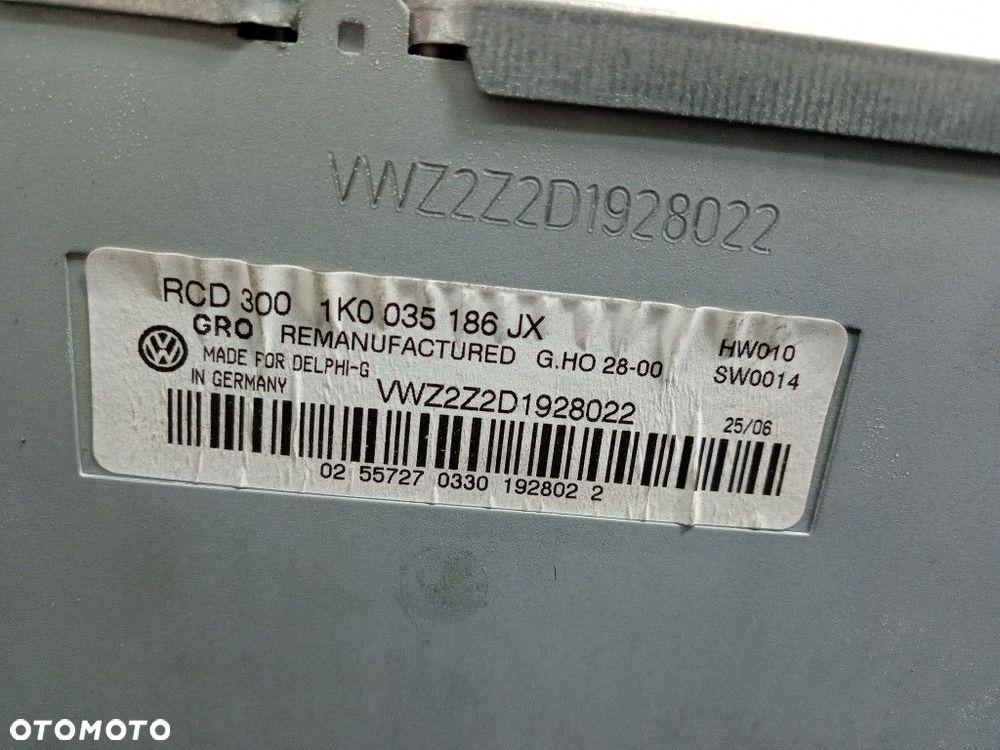 VWZ2Z2D1928022
RCD 300 1K0 035 186 JX
GRO REMANUFACTURED G.HO 28-00
HW010
SW0014
MADE FOR DELPHI-G
IN GERMANY
VWZ2Z2D1928022
25/06
02 55727 0330 192802 2
OTOMOTO